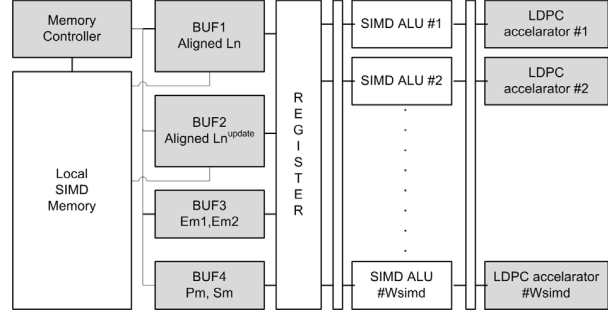 Memory
Controller
Local
SIMD
Memory
BUF1
Aligned Ln
BUF2
Aligned Ln^update
BUF3
Em1,Em2
BUF4
Pm, Sm
R
E
G
I
S
T
E
R
SIMD ALU #1
SIMD ALU #2
SIMD ALU
#Wsimd
LDPC
accelarator #1
LDPC
accelarator #2
LDPC accelarator
#Wsimd